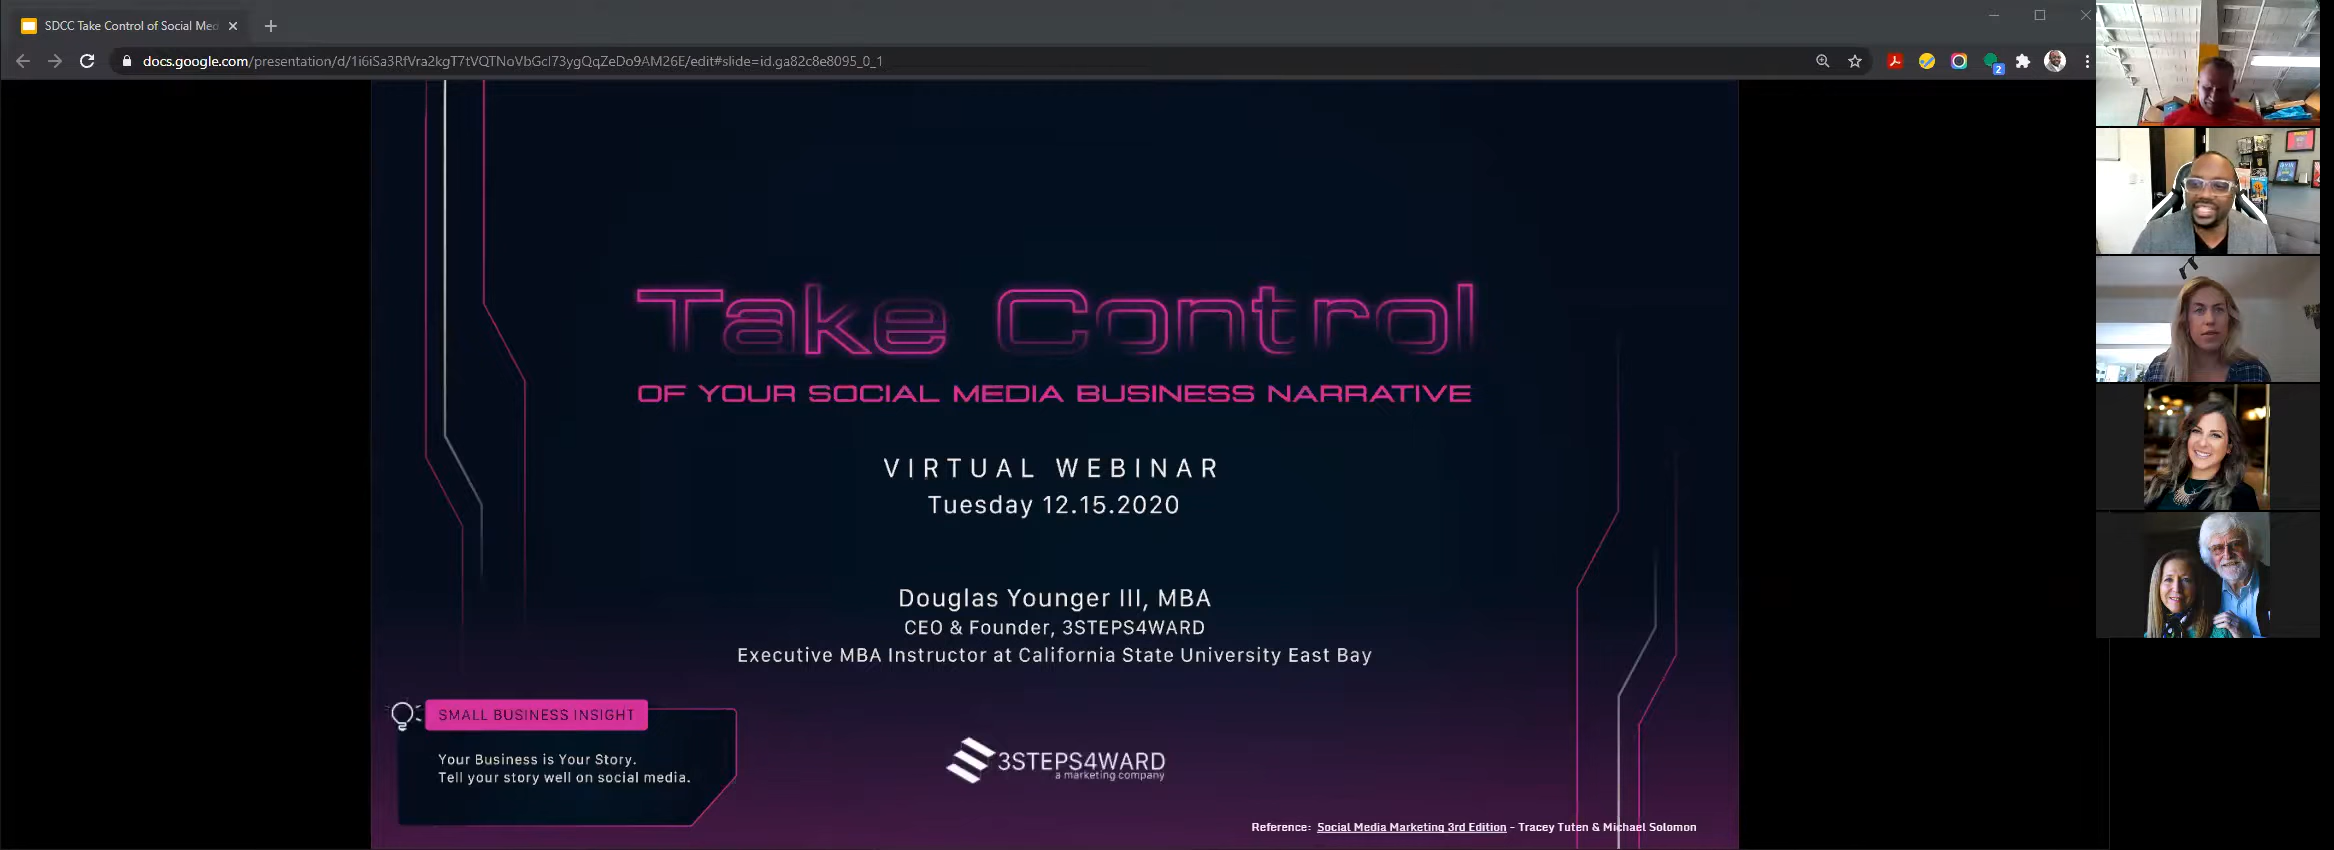 SDCC Take Control of Social Med
docs.google.com/presentation/d/1i6iSa3RfVra2kgT7tVQTNoVbGcI73ygQqZeDo9AM26E/edit#slide=id.ga82c8e8095_0_1
2
Take Control
OF YOUR SOCIAL MEDIA BUSINESS NARRATIVE
VIRTUAL WEBINAR
Tuesday 12.15.2020
Douglas Younger III, MBA
CEO & Founder, 3STEPS4WARD
Executive MBA Instructor at California State University East Bay
SMALL BUSINESS INSIGHT
Your Business is Your Story.
Tell your story well on social media.
3STEPS4WARD
a marketing company
Reference: Social Media Marketing 3rd Edition - Tracey Tuten & Michael Solomon